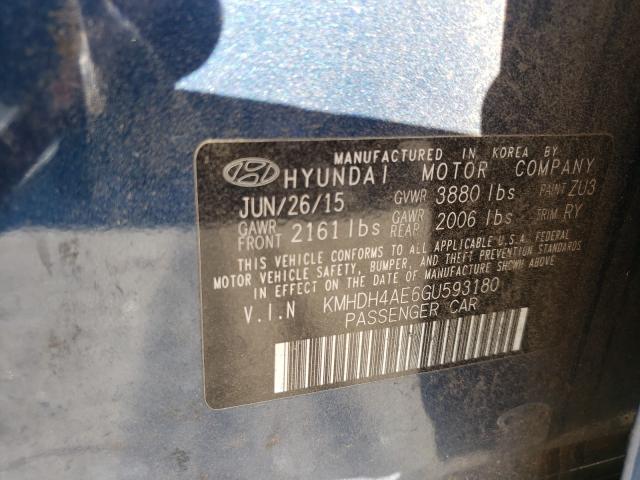 MANUFACTURED IN KOREA BY
HYUNDAI MOTOR COMPANY
JUN/26/15 GVWR 3880 lbs PAINT ZU3
GAWR FRONT 2161 lbs GAWR REAR 2006 lbs TRIM RY
THIS VEHICLE CONFORMS TO ALL APPLICABLE U.S.A. FEDERAL
MOTOR VEHICLE SAFETY, BUMPER, AND THEFT PREVENTION STANDARDS
IN EFFECT ON THE DATE OF MANUFACTURE SHOWN ABOVE.
V.I.N KMHDH4AE6GU593180
PASSENGER CAR